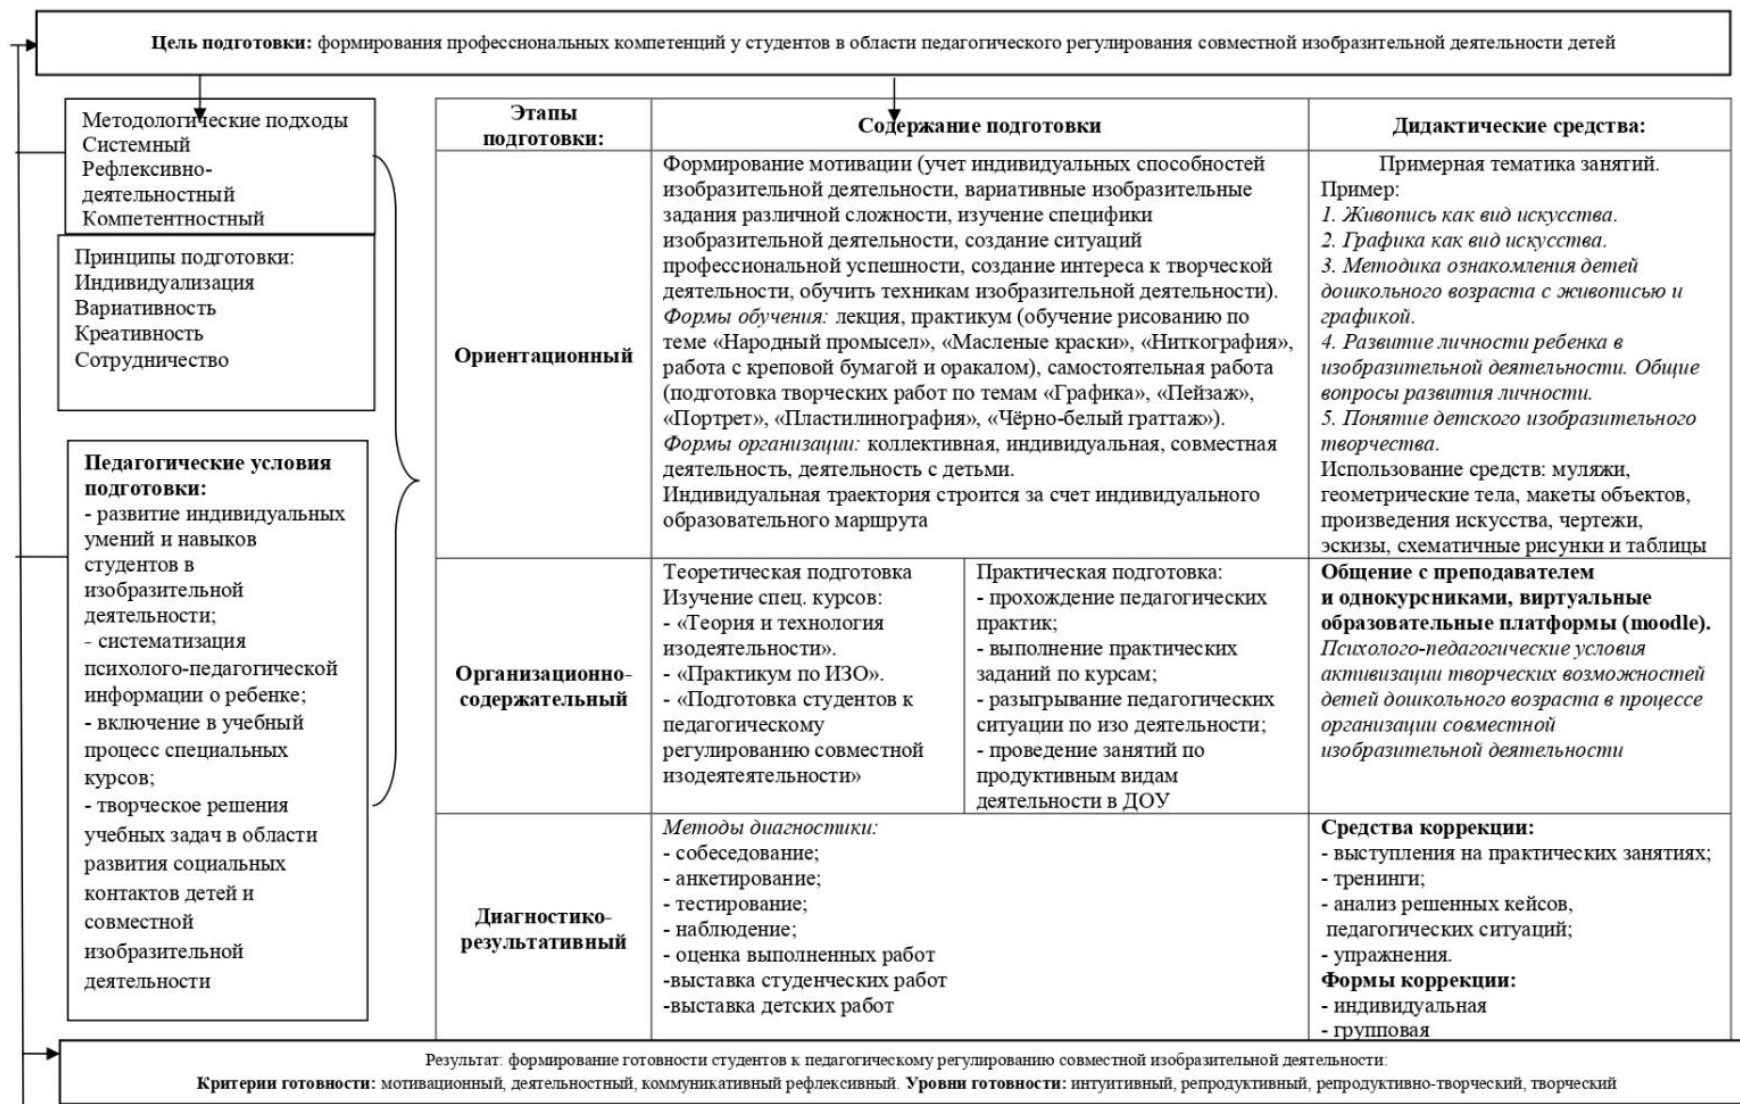 Цель подготовки: формирования профессиональных компетенций у студентов в области педагогического регулирования совместной изобразительной деятельности детей
Методологические подходы
Системный
Рефлексивно-
деятельностный
Компетентностный
Принципы подготовки:
Индивидуализация
Вариативность
Креативность
Сотрудничество
Педагогические условия
подготовки:
- развитие индивидуальных
умений и навыков
студентов в
изобразительной
деятельности;
- систематизация
психолого-педагогической
информации о ребенке;
- включение в учебный
процесс специальных
курсов;
- творческое решения
учебных задач в области
развития социальных
контактов детей и
совместной
изобразительной
деятельности
Этапы
подготовки:
Содержание подготовки
Дидактические средства:
Ориентационный
Формирование мотивации (учет индивидуальных способностей
изобразительной деятельности, вариативные изобразительные
задания различной сложности, изучение специфики
изобразительной деятельности, создание ситуаций
профессиональной успешности, создание интереса к творческой
деятельности, обучить техникам изобразительной деятельности).
Формы обучения: лекция, практикум (обучение рисованию по
теме «Народный промысел», «Масленые краски», «Ниткография»,
работа с креповой бумагой и оракалом), самостоятельная работа
(подготовка творческих работ по темам «Графика», «Пейзаж»,
«Портрет», «Пластилинография», «Чёрно-белый граттаж»).
Формы организации: коллективная, индивидуальная, совместная
деятельность, деятельность с детьми.
Индивидуальная траектория строится за счет индивидуального
образовательного маршрута
Примерная тематика занятий.
Пример:
1. Живопись как вид искусства.
2. Графика как вид искусства.
3. Методика ознакомления детей
дошкольного возраста с живописью и
графикой.
4. Развитие личности ребенка в
изобразительной деятельности. Общие
вопросы развития личности.
5. Понятие детского изобразительного
творчества.
Использование средств: муляжи,
геометрические тела, макеты объектов,
произведения искусства, чертежи,
эскизы, схематичные рисунки и таблицы
Организационно-
содержательный
Теоретическая подготовка
Изучение спец. курсов:
- «Теория и технология
изодеятельности».
- «Практикум по ИЗО».
- «Подготовка студентов к
педагогическому
регулированию совместной
изодеятеятельности»
Практическая подготовка:
- прохождение педагогических
практик;
- выполнение практических
заданий по курсам;
- разыгрывание педагогических
ситуации по изо деятельности;
- проведение занятий по
продуктивным видам
деятельности в ДОУ
Общение с преподавателем
и однокурсниками, виртуальные
образовательные платформы (moodle).
Психолого-педагогические условия
активизации творческих возможностей
детей дошкольного возраста в процессе
организации совместной
изобразительной деятельности
Диагностико-
результативный
Методы диагностики:
- собеседование;
- анкетирование;
- тестирование;
- наблюдение;
- оценка выполненных работ
-выставка студенческих работ
-выставка детских работ
Средства коррекции:
- выступления на практических занятиях;
- тренинги;
- анализ решенных кейсов,
педагогических ситуаций;
- упражнения.
Формы коррекции:
- индивидуальная
- групповая
Результат: формирование готовности студентов к педагогическому регулированию совместной изобразительной деятельности:
Критерии готовности: мотивационный, деятельностный, коммуникативный рефлексивный. Уровни готовности: интуитивный, репродуктивный, репродуктивно-творческий, творческий